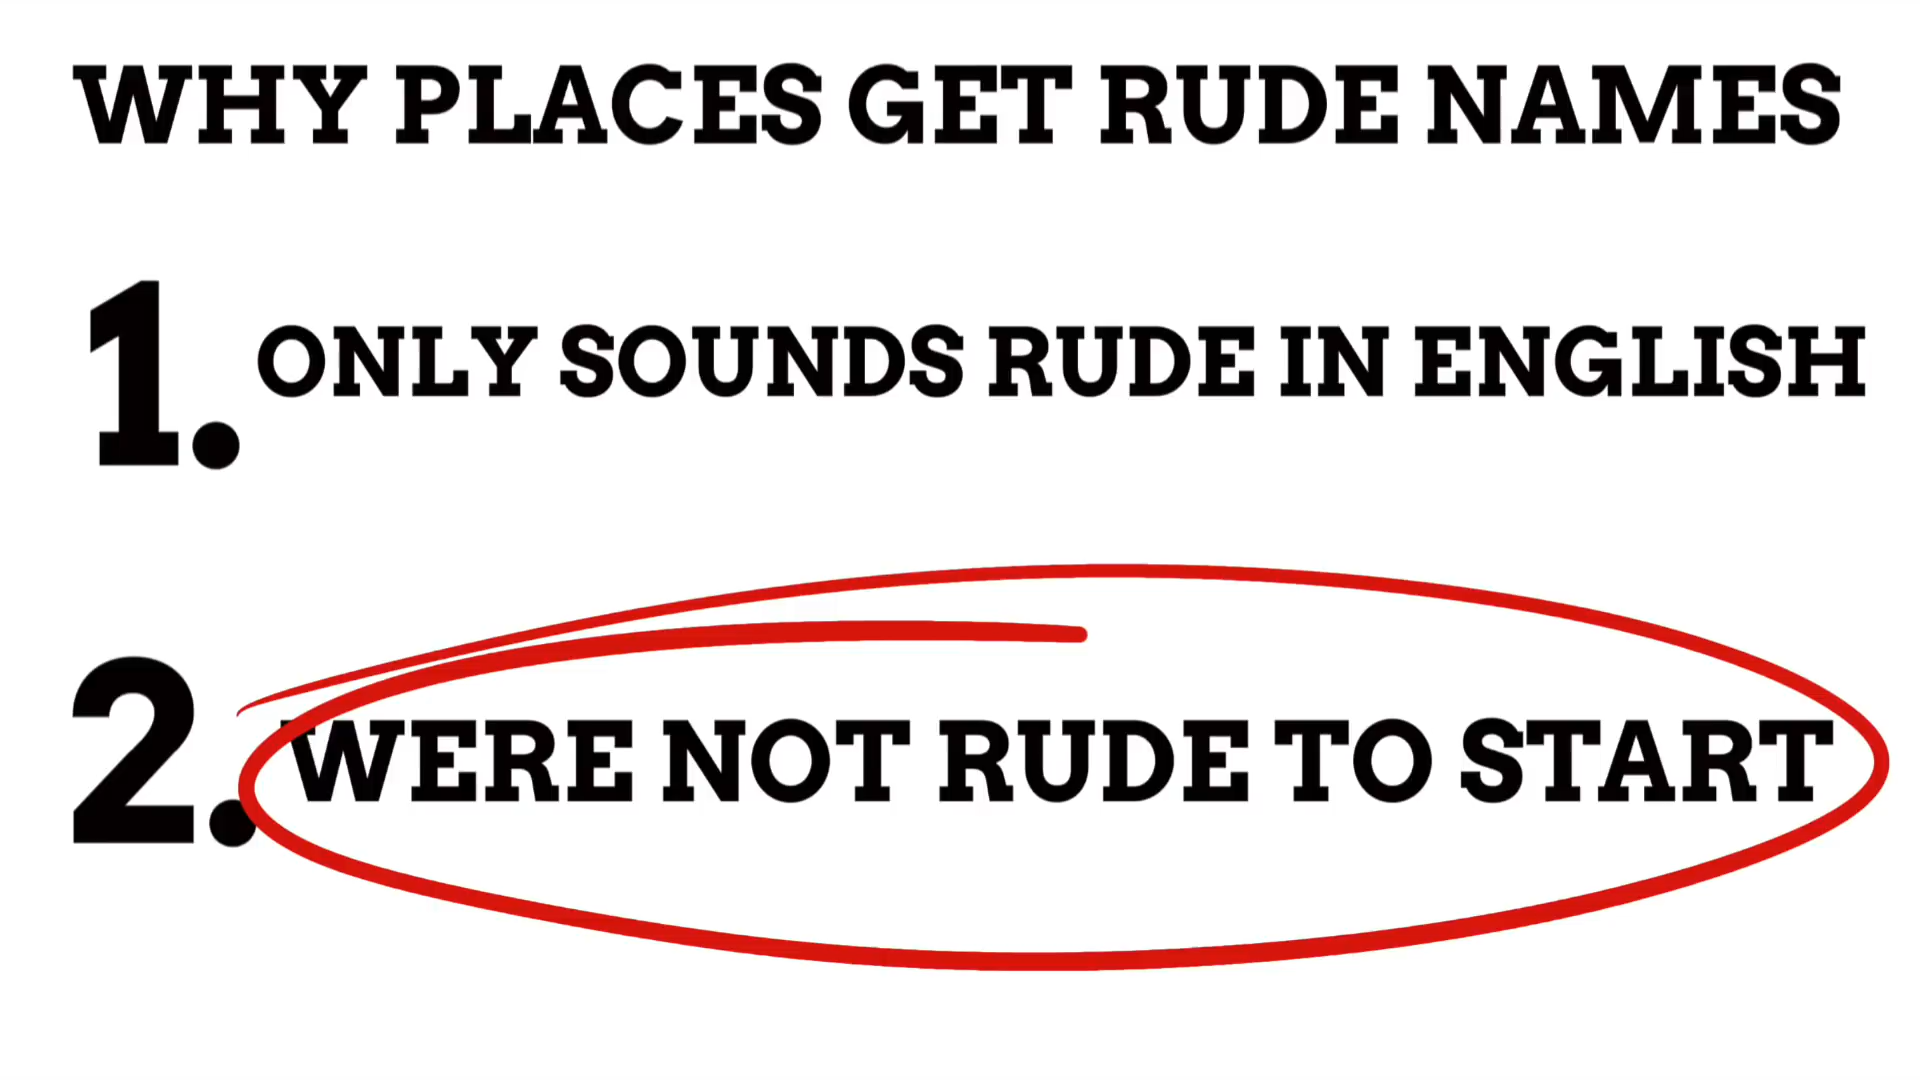 WHY PLACES GET RUDE NAMES
1. ONLY SOUNDS RUDE IN ENGLISH
2. WERE NOT RUDE TO START